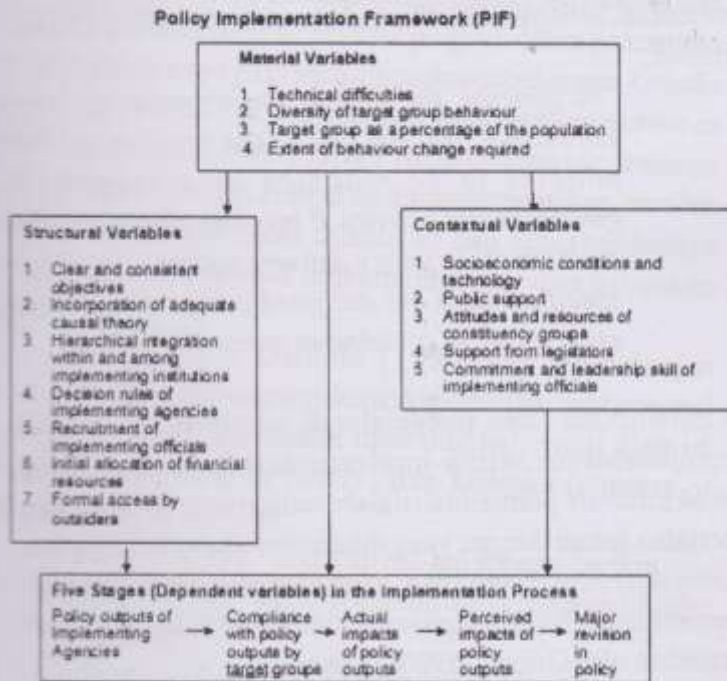 Policy Implementation Framework (PIF)
Material Variables
1. Technical difficulties
2. Diversity of target group behaviour
3. Target group as a percentage of the population
4. Extent of behaviour change required
Structural Variables
1. Clear and consistent
objectives
2. Incorporation of adequate
causal theory
3. Hierarchical integration
within and among
implementing institutions
4. Decision rules of
implementing agencies
5. Recruitment of
implementing officials
6. Initial allocation of financial
resources
7. Formal access by
outsiders
Contextual Variables
1. Socioeconomic conditions and
technology
2. Public support
3. Attitudes and resources of
constituency groups
4. Support from legislators
5. Commitment and leadership skill of
implementing officials
Five Stages (Dependent variables) in the Implementation Process
Policy outputs of
Implementing
Agencies
Compliance
with policy
outputs by
target groups
Actual
impacts
of policy
outputs
Perceived
impacts of
policy
outputs
Major
revision
in
policy